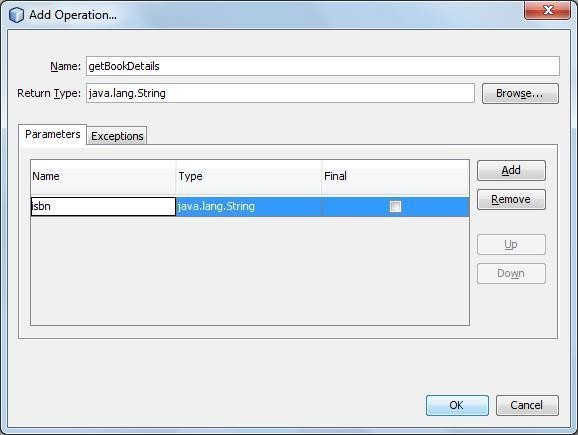 Add Operation...
Name: getBookDetails
Return Type: java.lang.String Browse...
Parameters Exceptions
Name Type Final Add
isbn java.lang.String Remove
Up
Down
OK Cancel